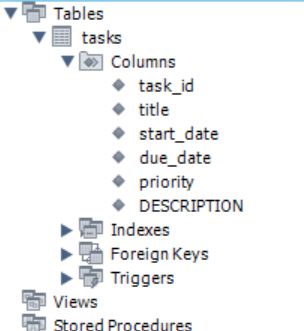 Tables
tasks
Columns
task_id
title
start_date
due_date
priority
DESCRIPTION
Indexes
Foreign Keys
Triggers
Views
Stored Procedures